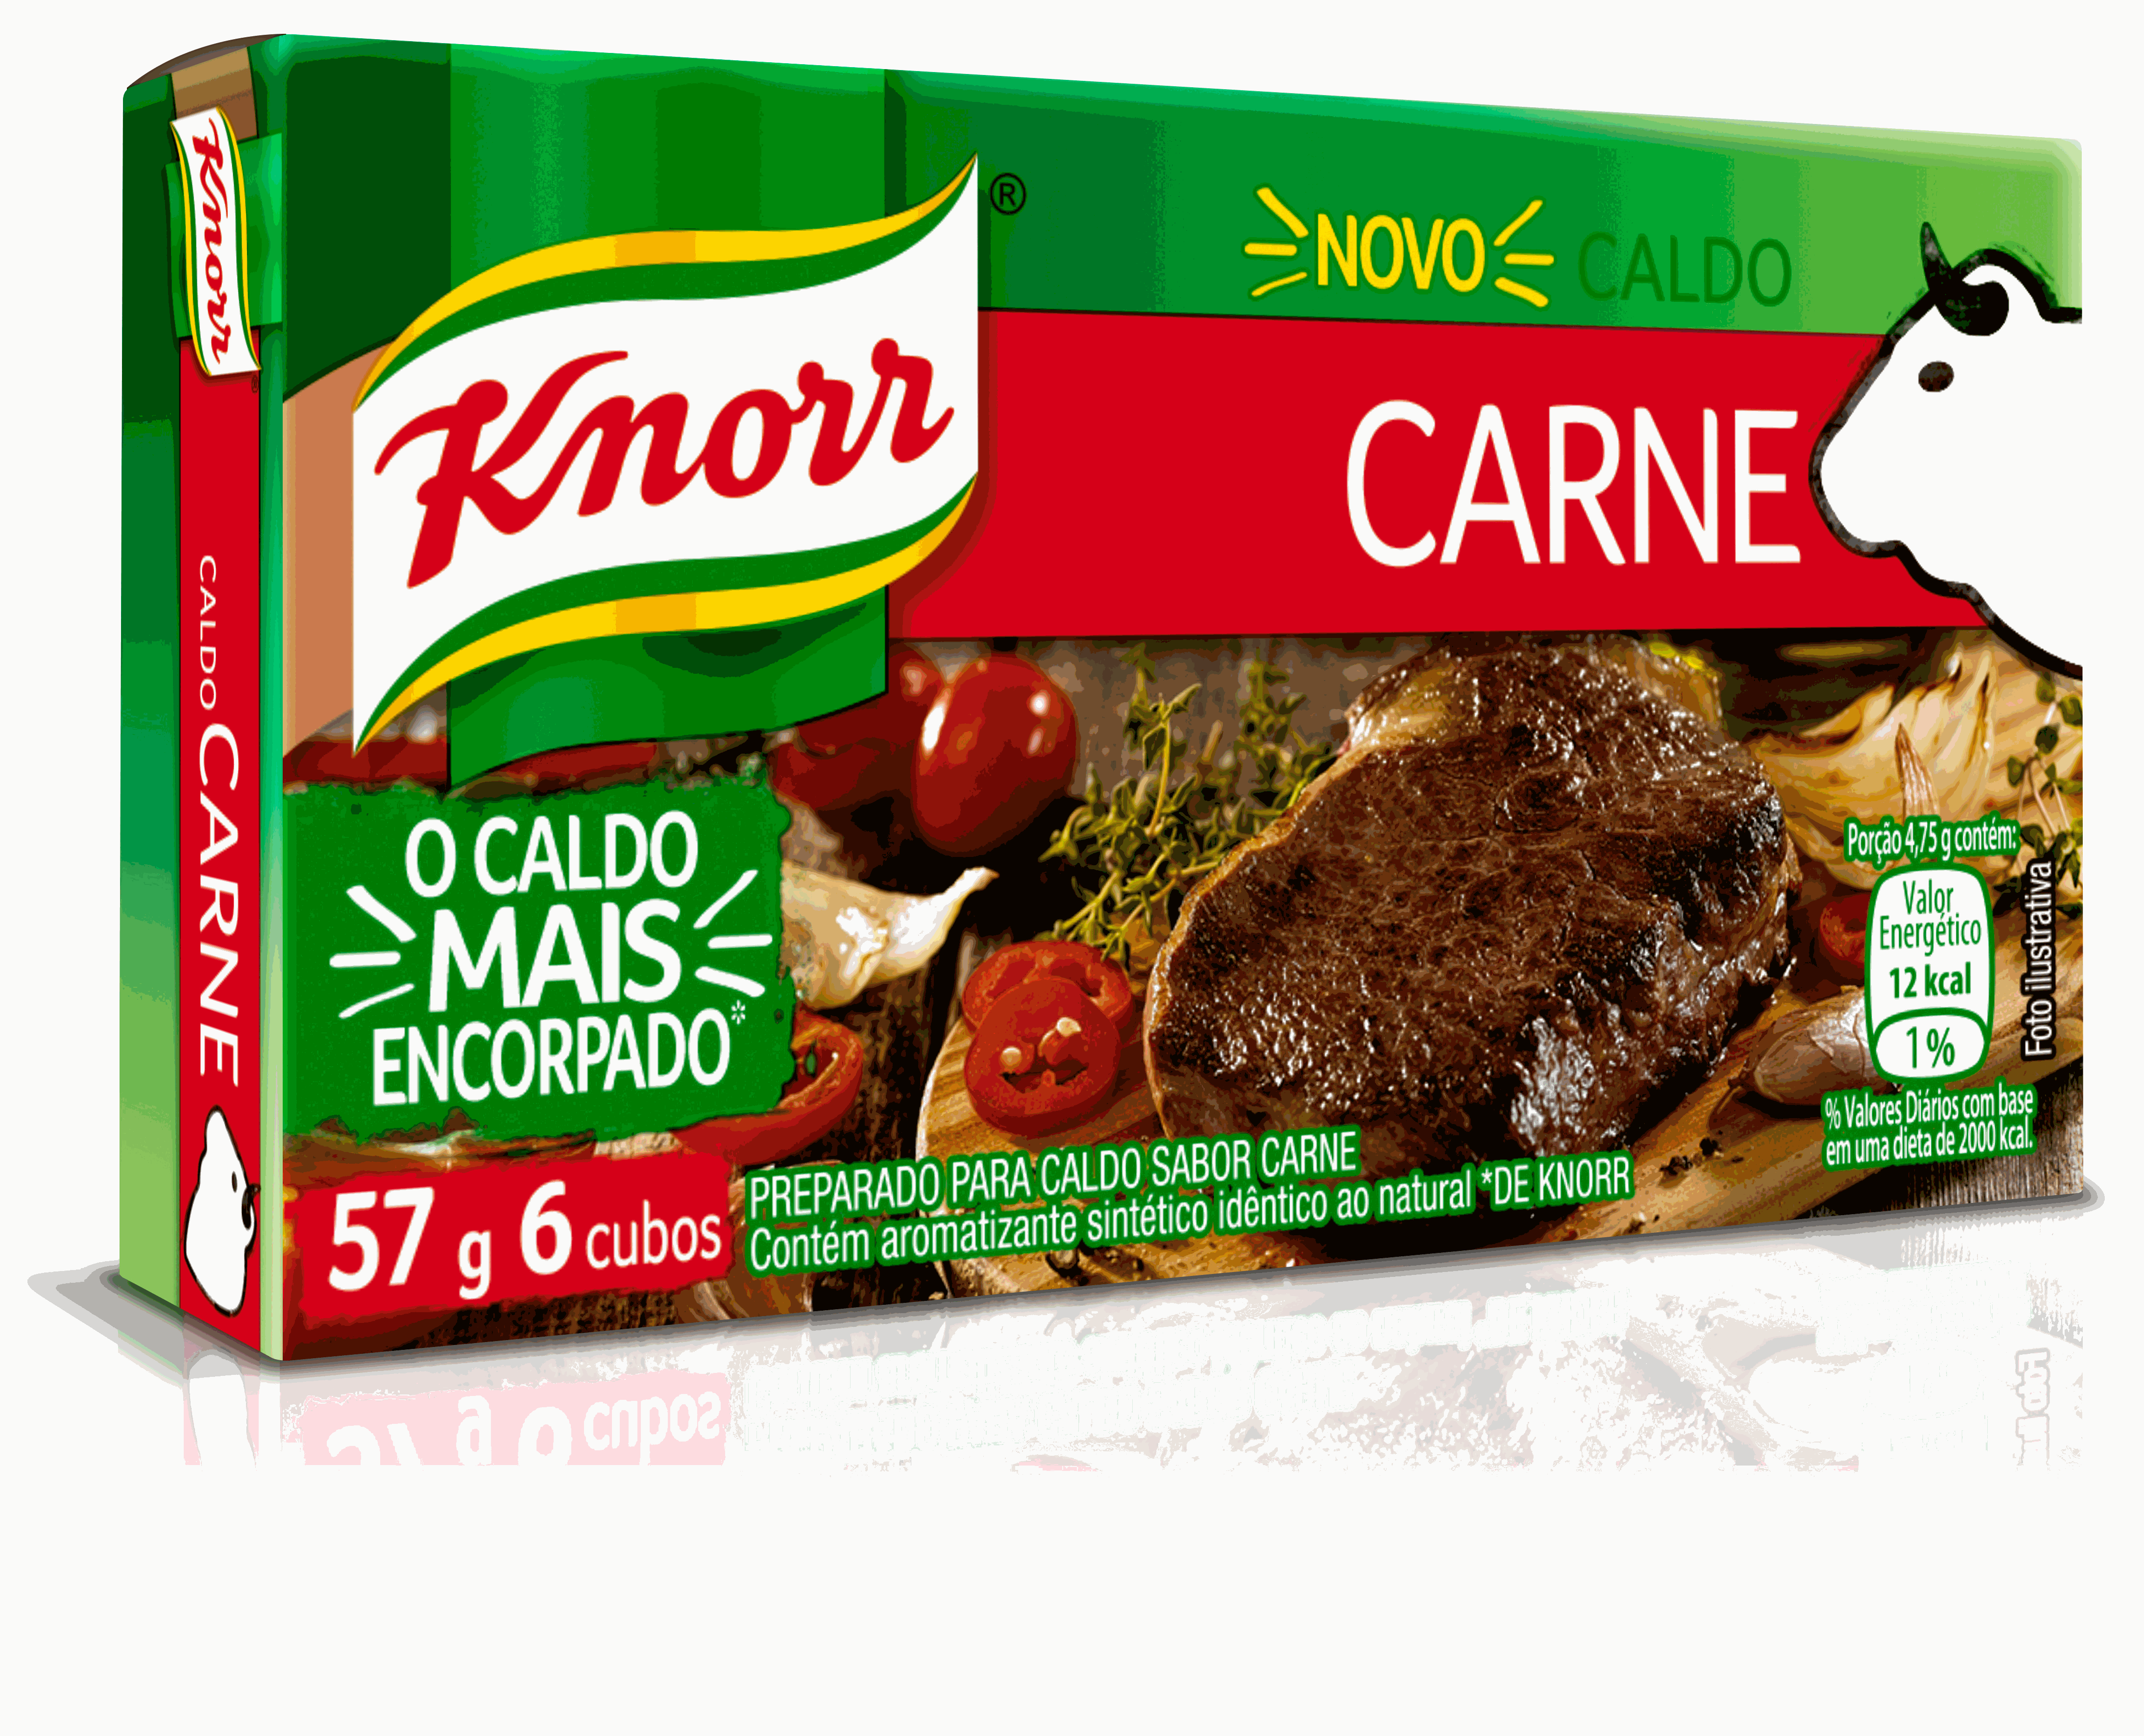 Knorr
CALDO CARNE
Knorr
®
NOVO CALDO
CARNE
O CALDO
MAIS
ENCORPADO*
57 g 6 cubos
PREPARADO PARA CALDO SABOR CARNE
Contém aromatizante sintético idêntico ao natural *DE KNORR
Porção 4,75 g contém:
Valor
Energético
12 kcal
1%
% Valores Diários com base
em uma dieta de 2000 kcal.
Foto ilustrativa